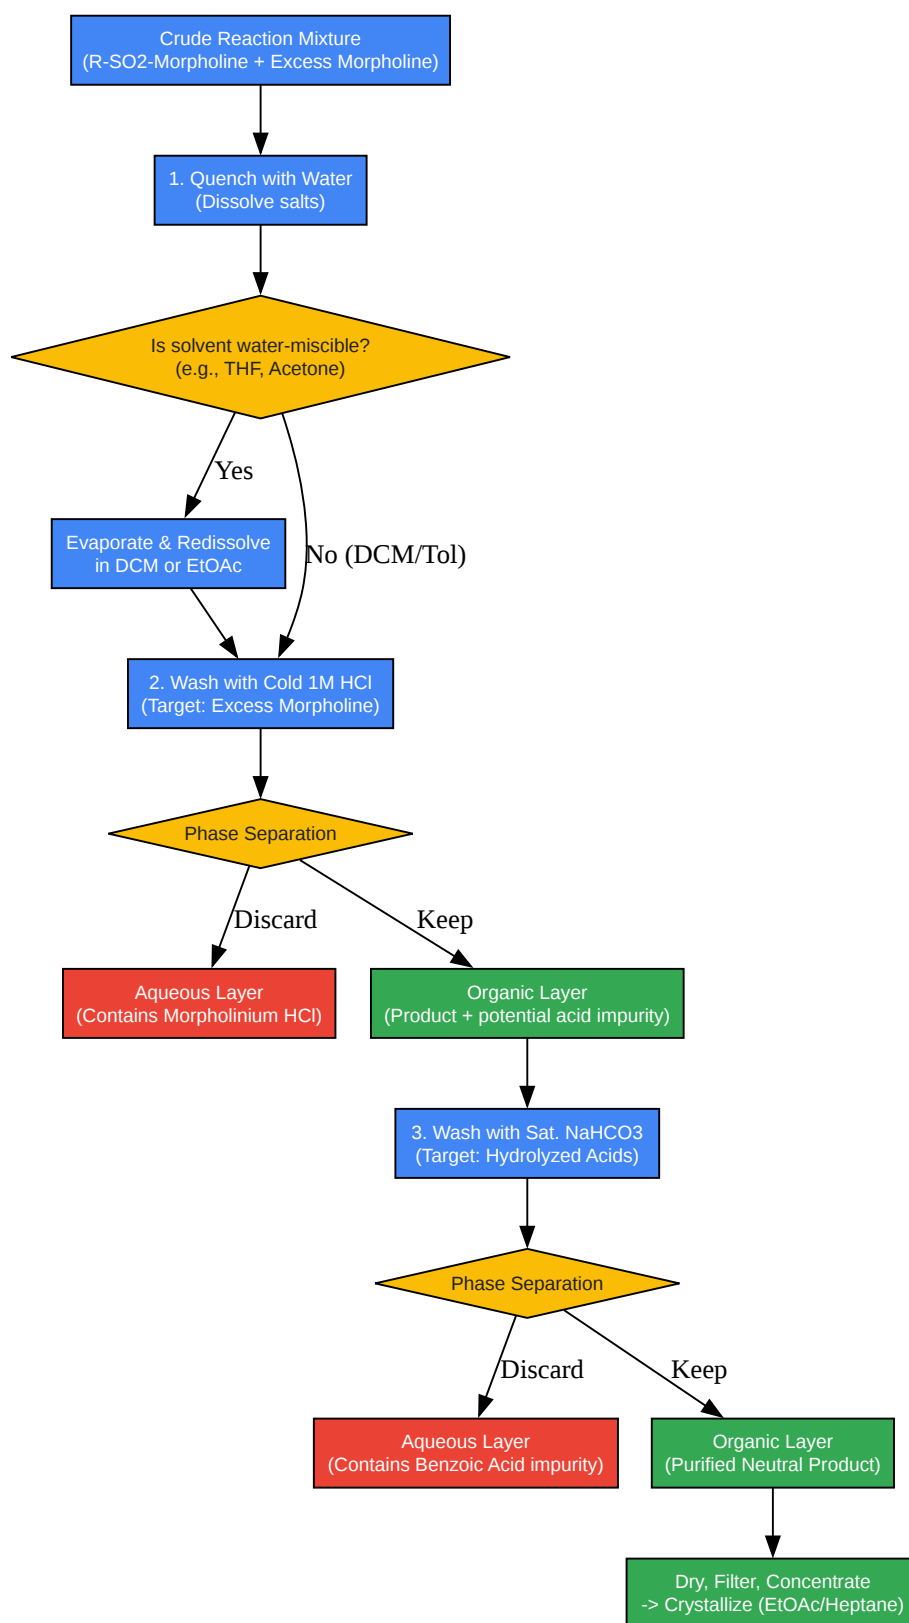 Crude Reaction Mixture
(R-SO2-Morpholine + Excess Morpholine)
1. Quench with Water
(Dissolve salts)
Is solvent water-miscible?
(e.g., THF, Acetone)
Yes
Evaporate & Redissolve
in DCM or EtOAc
No (DCM/Tol)
2. Wash with Cold 1M HCl
(Target: Excess Morpholine)
Phase Separation
Discard
Keep
Aqueous Layer
(Contains Morpholinium HCl)
Organic Layer
(Product + potential acid impurity)
3. Wash with Sat. NaHCO3
(Target: Hydrolyzed Acids)
Phase Separation
Discard
Keep
Aqueous Layer
(Contains Benzoic Acid impurity)
Organic Layer
(Purified Neutral Product)
Dry, Filter, Concentrate
-> Crystallize (EtOAc/Heptane)